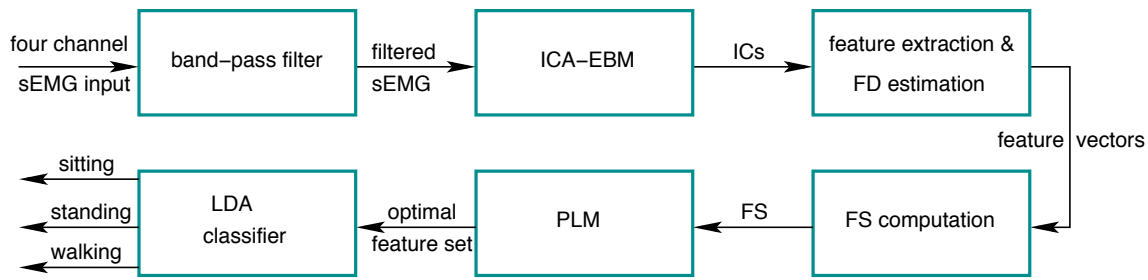 four channel
sEMG input
band−pass filter
filtered
sEMG
ICA−EBM
ICs
feature extraction &
FD estimation
feature vectors
FS computation
FS
PLM
optimal
feature set
LDA
classifier
sitting
standing
walking